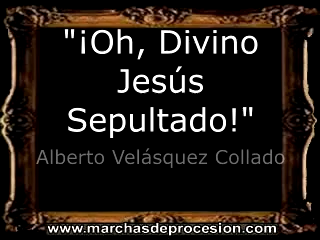 "¡Oh, Divino
Jesús
Sepultado!"
Alberto Velásquez Collado
www.marchasdeprocesion.com